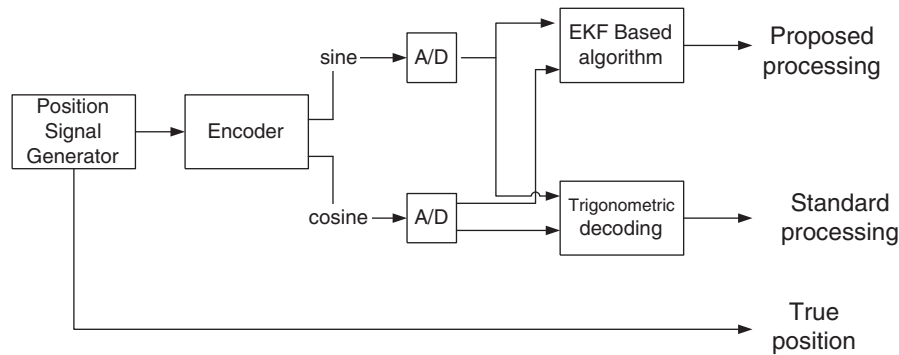 Position
Signal
Generator
Encoder
sine
cosine
A/D
A/D
EKF Based
algorithm
Trigonometric
decoding
Proposed
processing
Standard
processing
True
position